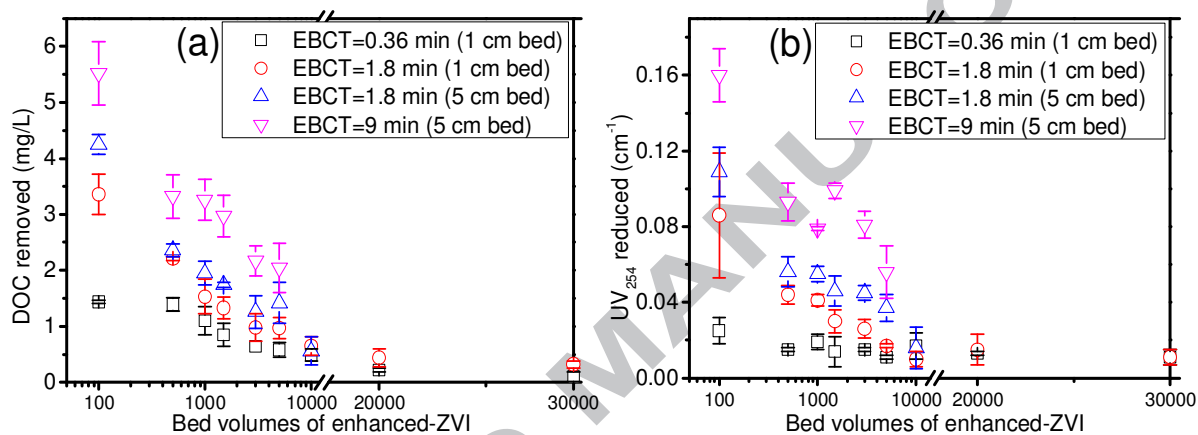 (a)
EBCT=0.36 min (1 cm bed)
EBCT=1.8 min (1 cm bed)
EBCT=1.8 min (5 cm bed)
EBCT=9 min (5 cm bed)
DOC removed (mg/L)
6
5
4
3
2
1
0
100
1000
10000
20000
30000
Bed volumes of enhanced-ZVI
(b)
EBCT=0.36 min (1 cm bed)
EBCT=1.8 min (1 cm bed)
EBCT=1.8 min (5 cm bed)
EBCT=9 min (5 cm bed)
UV254 reduced (cm-1)
0.16
0.12
0.08
0.04
0.00
100
1000
10000
20000
30000
Bed volumes of enhanced-ZVI
MANU